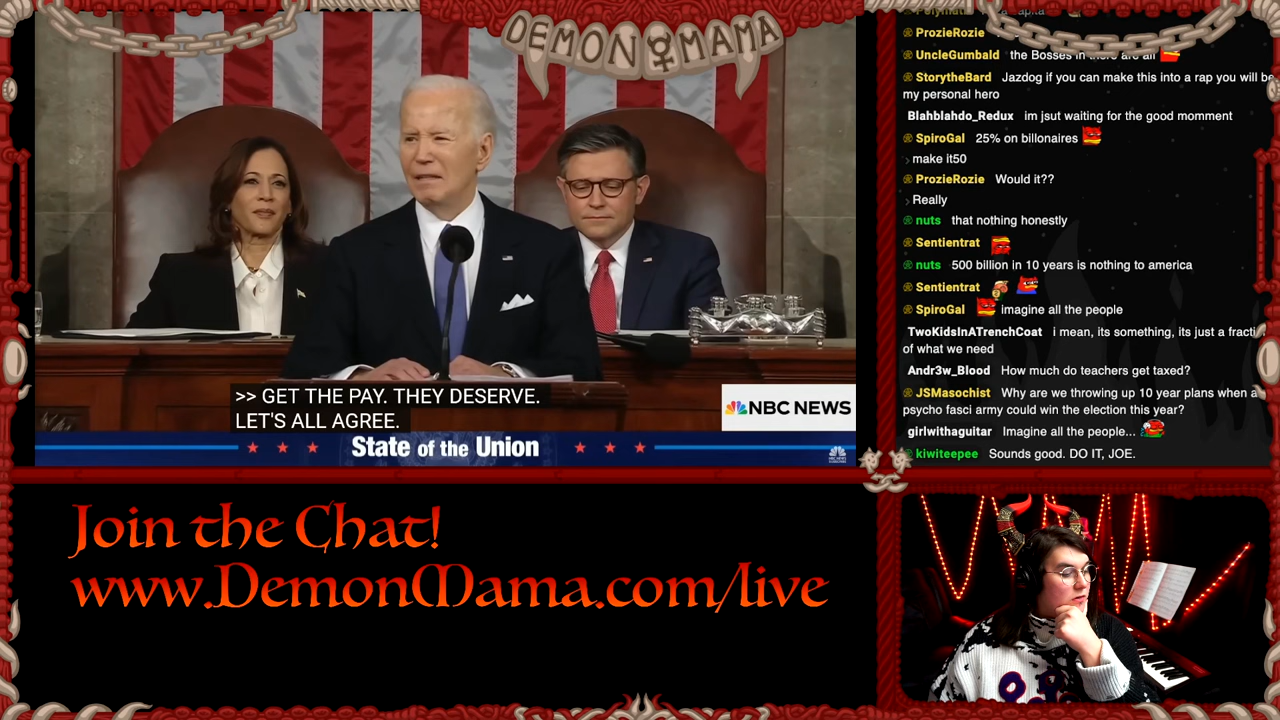 DEMON MAMA
ProzieRozie
UncleGumbald the Bosses in there are all
StorytheBard Jazdog if you can make this into a rap you will be
my personal hero
Blahblahdo_Redux im jsut waiting for the good momment
SpiroGal 25% on billonaires
make it50
ProzieRozie Would it??
Really
nuts that nothing honestly
Sentientrat
nuts 500 billion in 10 years is nothing to america
Sentientrat
SpiroGal imagine all the people
TwoKidsInATrenchCoat i mean, its something, its just a fracti
of what we need
Andr3w_Blood How much do teachers get taxed?
JSMasochist Why are we throwing up 10 year plans when a
psycho fasci army could win the election this year?
girlwithaguitar Imagine all the people...
kiwiteepee Sounds good. DO IT, JOE.
>> GET THE PAY. THEY DESERVE.
LET'S ALL AGREE.
NBC NEWS
State of the Union
Join the Chat!
www.DemonMama.com/live